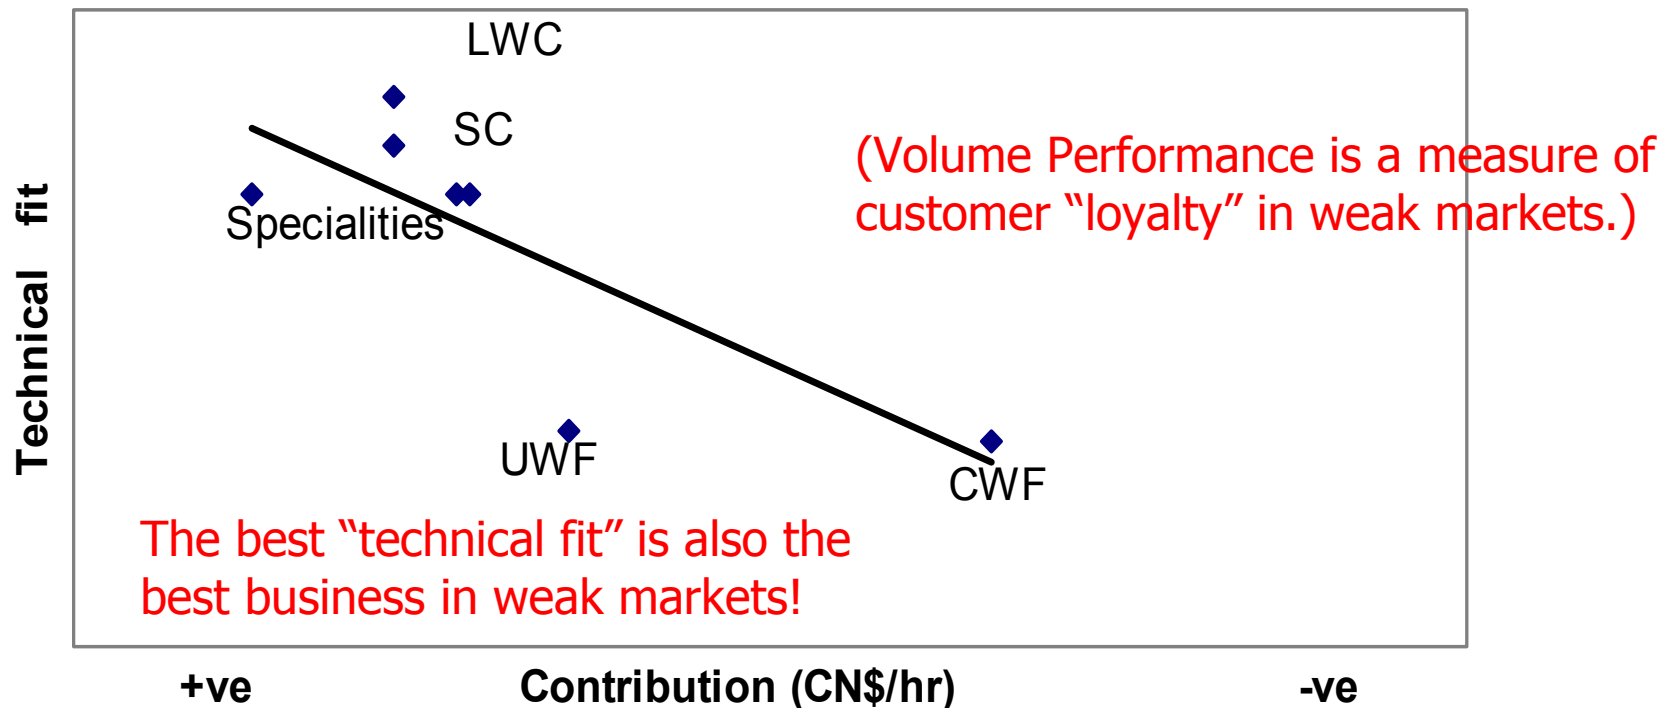 LWC
SC
(Volume Performance is a measure of
customer “loyalty” in weak markets.)
Specialities
Technical fit
UWF
CWF
The best “technical fit” is also the
best business in weak markets!
+ve
Contribution (CN$/hr)
-ve